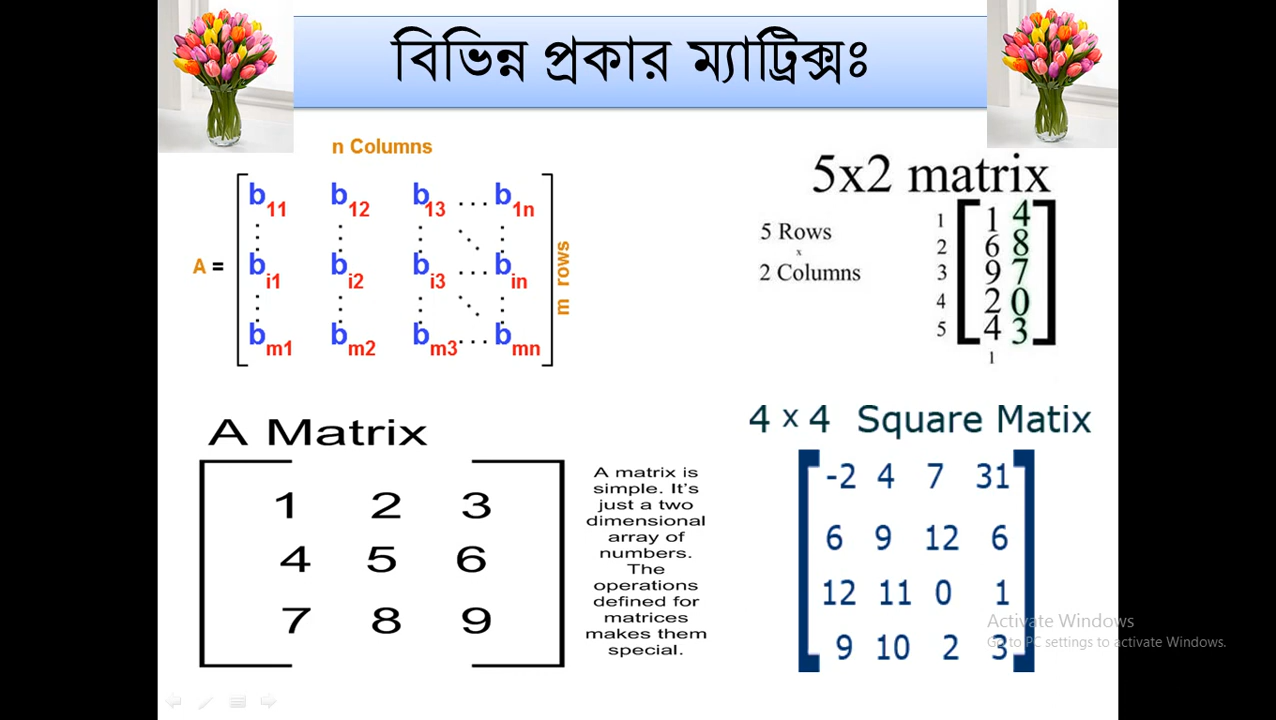 বিভিন্ন প্রকার ম্যাট্রিক্সঃ
n Columns
A =
b11 b12 b13 ... b1n
bi1 bi2 bi3 ... bin
bm1 bm2 bm3 ... bmn
m rows
5x2 matrix
5 Rows
x
2 Columns
1 1 4
2 6 8
3 9 7
4 2 0
5 4 3
1
A Matrix
1 2 3
4 5 6
7 8 9
A matrix is
simple. It's
just a two
dimensional
array of
numbers.
The
operations
defined for
matrices
makes them
special.
4 x 4 Square Matix
-2 4 7 31
6 9 12 6
12 11 0 1
9 10 2 3
Activate Windows
Go to PC settings to activate Windows.